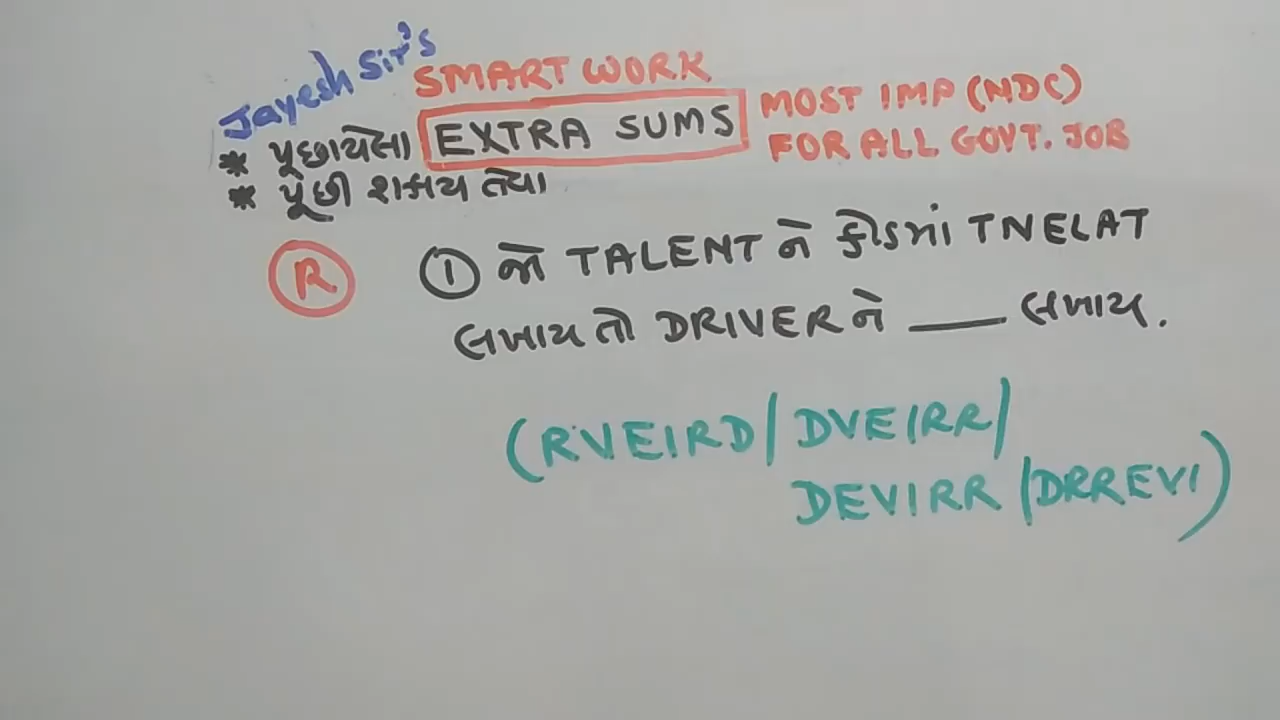 Jayesh Sir's
SMART WORK
* પૂછાયેલા EXTRA SUMS MOST IMP (NDC)
* પૂછી શકાય તેવા FOR ALL GOVT. JOB
R ① જો TALENT ને કોડમાં TNELAT
લખાય તો DRIVER ને ___ લખાય.
(RVEIRD/ DVEIRR/
DEVIRR /DRREVI)